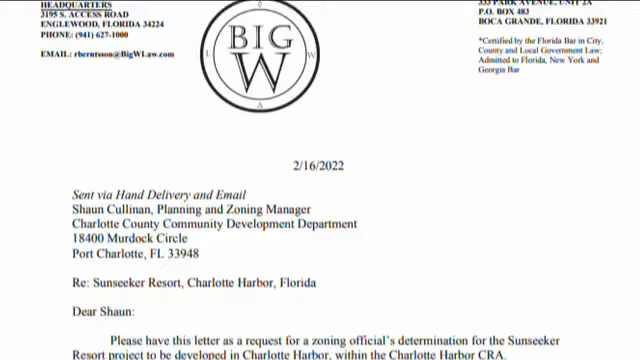 HEADQUARTERS
3195 S. ACCESS ROAD
ENGLEWOOD, FLORIDA 34224
PHONE: (941) 627-1000
EMAIL: rberntsson@BigWLaw.com
BIG
W
L
W
A
333 PARK AVENUE, UNIT 2A
P.O. BOX 483
BOCA GRANDE, FLORIDA 33921
*Certified by the Florida Bar in City,
County and Local Government Law;
Admitted to Florida, New York and
Georgia Bar
2/16/2022
Sent via Hand Delivery and Email
Shaun Cullinan, Planning and Zoning Manager
Charlotte County Community Development Department
18400 Murdock Circle
Port Charlotte, FL 33948
Re: Sunseeker Resort, Charlotte Harbor, Florida
Dear Shaun:
Please have this letter as a request for a zoning official's determination for the Sunseeker
Resort project to be developed in Charlotte Harbor, within the Charlotte Harbor CRA.